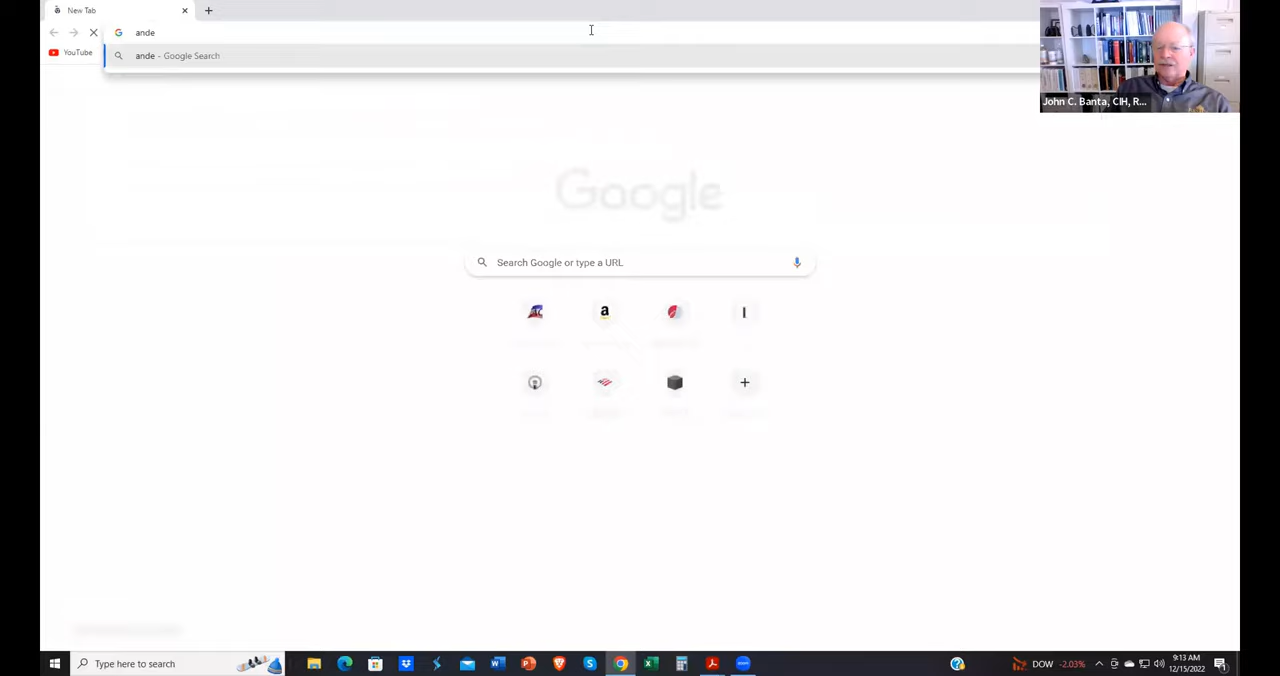 New Tab
ande
YouTube
ande - Google Search
John C. Banta, CIH, R...
Google
Search Google or type a URL
a
Type here to search
DOW -2.03%
9:13 AM
12/15/2022